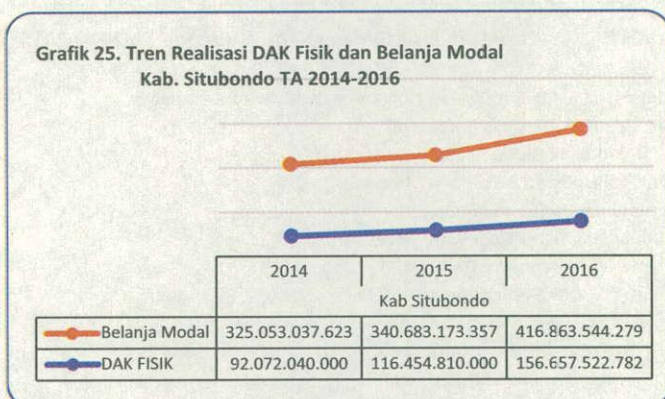 Grafik 25. Tren Realisasi DAK Fisik dan Belanja Modal
Kab. Situbondo TA 2014-2016
2014 2015 2016
Kab Situbondo
Belanja Modal 325.053.037.623 340.683.173.357 416.863.544.279
DAK FISIK 92.072.040.000 116.454.810.000 156.657.522.782